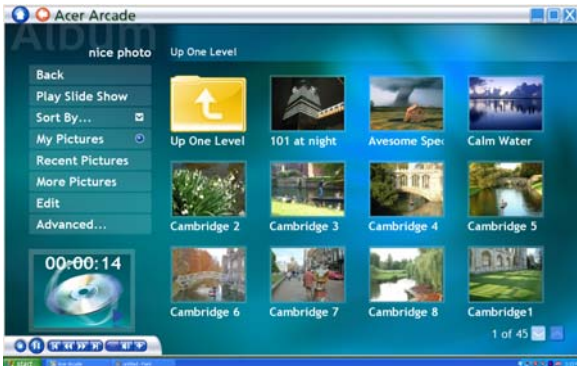 Acer Arcade
Album
nice photo
Up One Level
Back
Play Slide Show
Sort By...
My Pictures
Recent Pictures
More Pictures
Edit
Advanced...
00:00:14
Up One Level
101 at night
Avesome Spec
Calm Water
Cambridge 2
Cambridge 3
Cambridge 4
Cambridge 5
Cambridge 6
Cambridge 7
Cambridge 8
Cambridge1
1 of 45
start